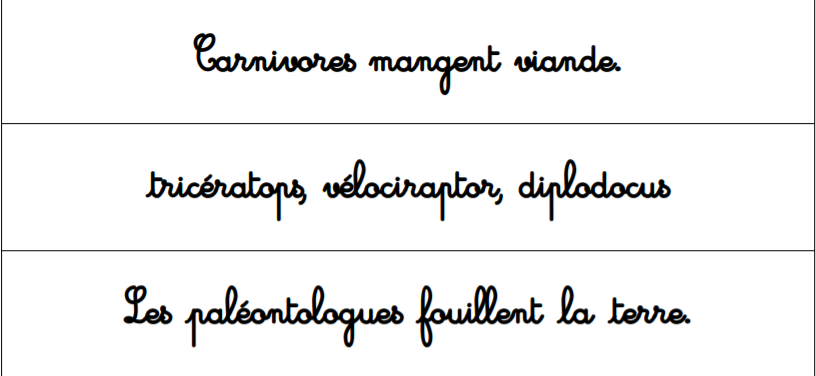 Carnivores mangent viande.
tricératops, vélociraptor, diplodocus
Les paléontologues fouillent la terre.